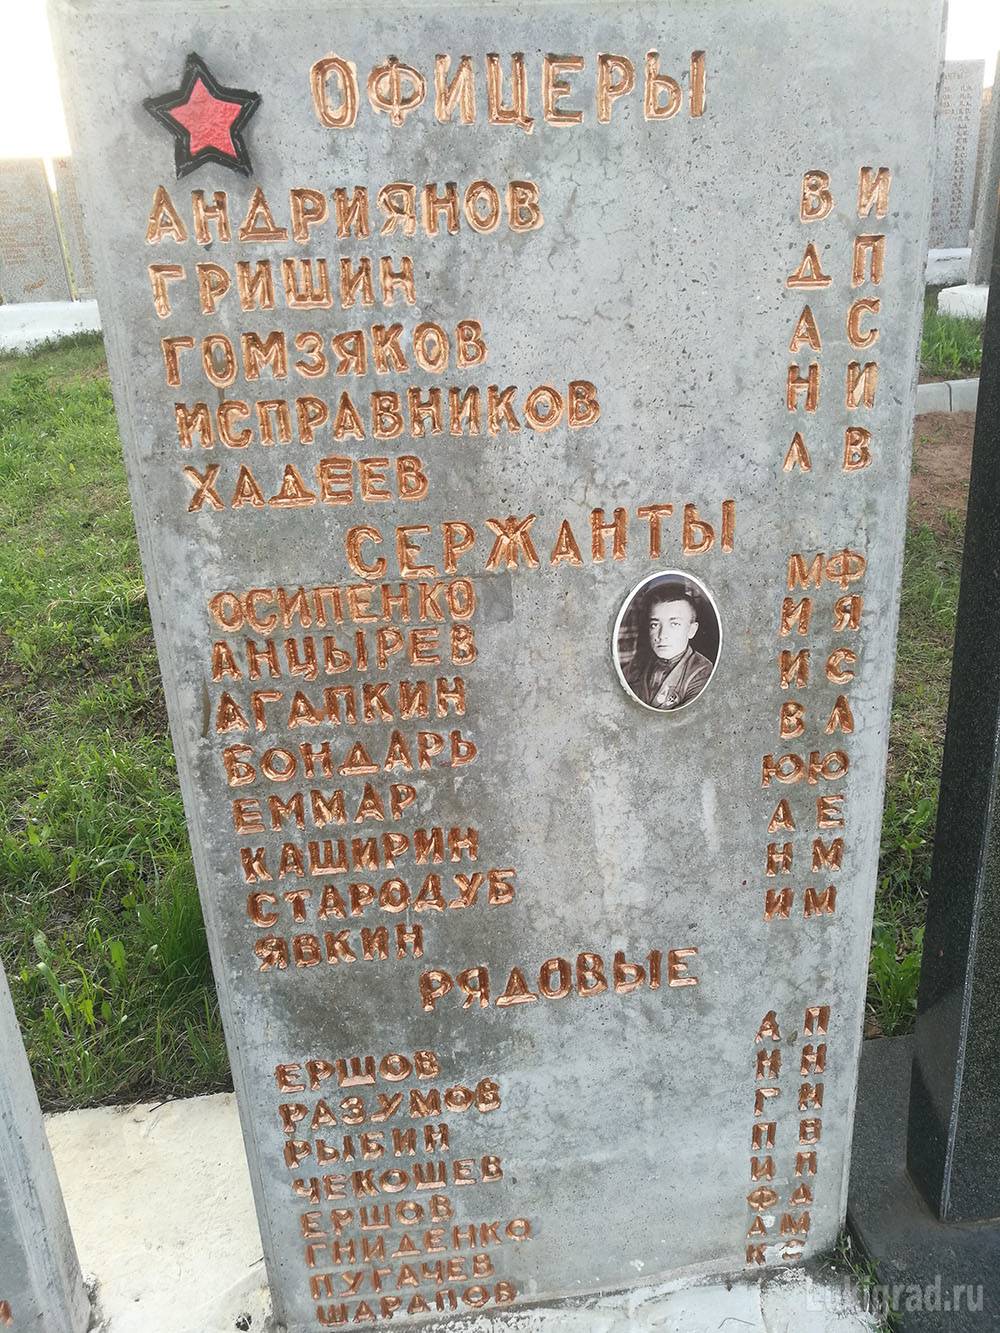 ОФИЦЕРЫ
АНДРИЯНОВ В И
ГРИШИН Д П
ГОМЗЯКОВ А С
ИСПРАВНИКОВ Н И
ХАДЕЕВ Л В
СЕРЖАНТЫ
ОСИПЕНКО М Ф
АНЦЫРЕВ И Я
АГАПКИН И С
БОНДАРЬ В Л
ЕММАР Ю Ю
КАШИРИН А Е
СТАРОДУБ Н М
ЯВКИН И М
РЯДОВЫЕ
ЕРШОВ А П
РАЗУМОВ Н Н
РЫБИН Г И
ЧЕКОШЕВ П В
ЕРШОВ И П
ГНИДЕНКО Ф Д
ПУГАЧЕВ Д М
ШАРАПОВ К С
Lukigrad.ru